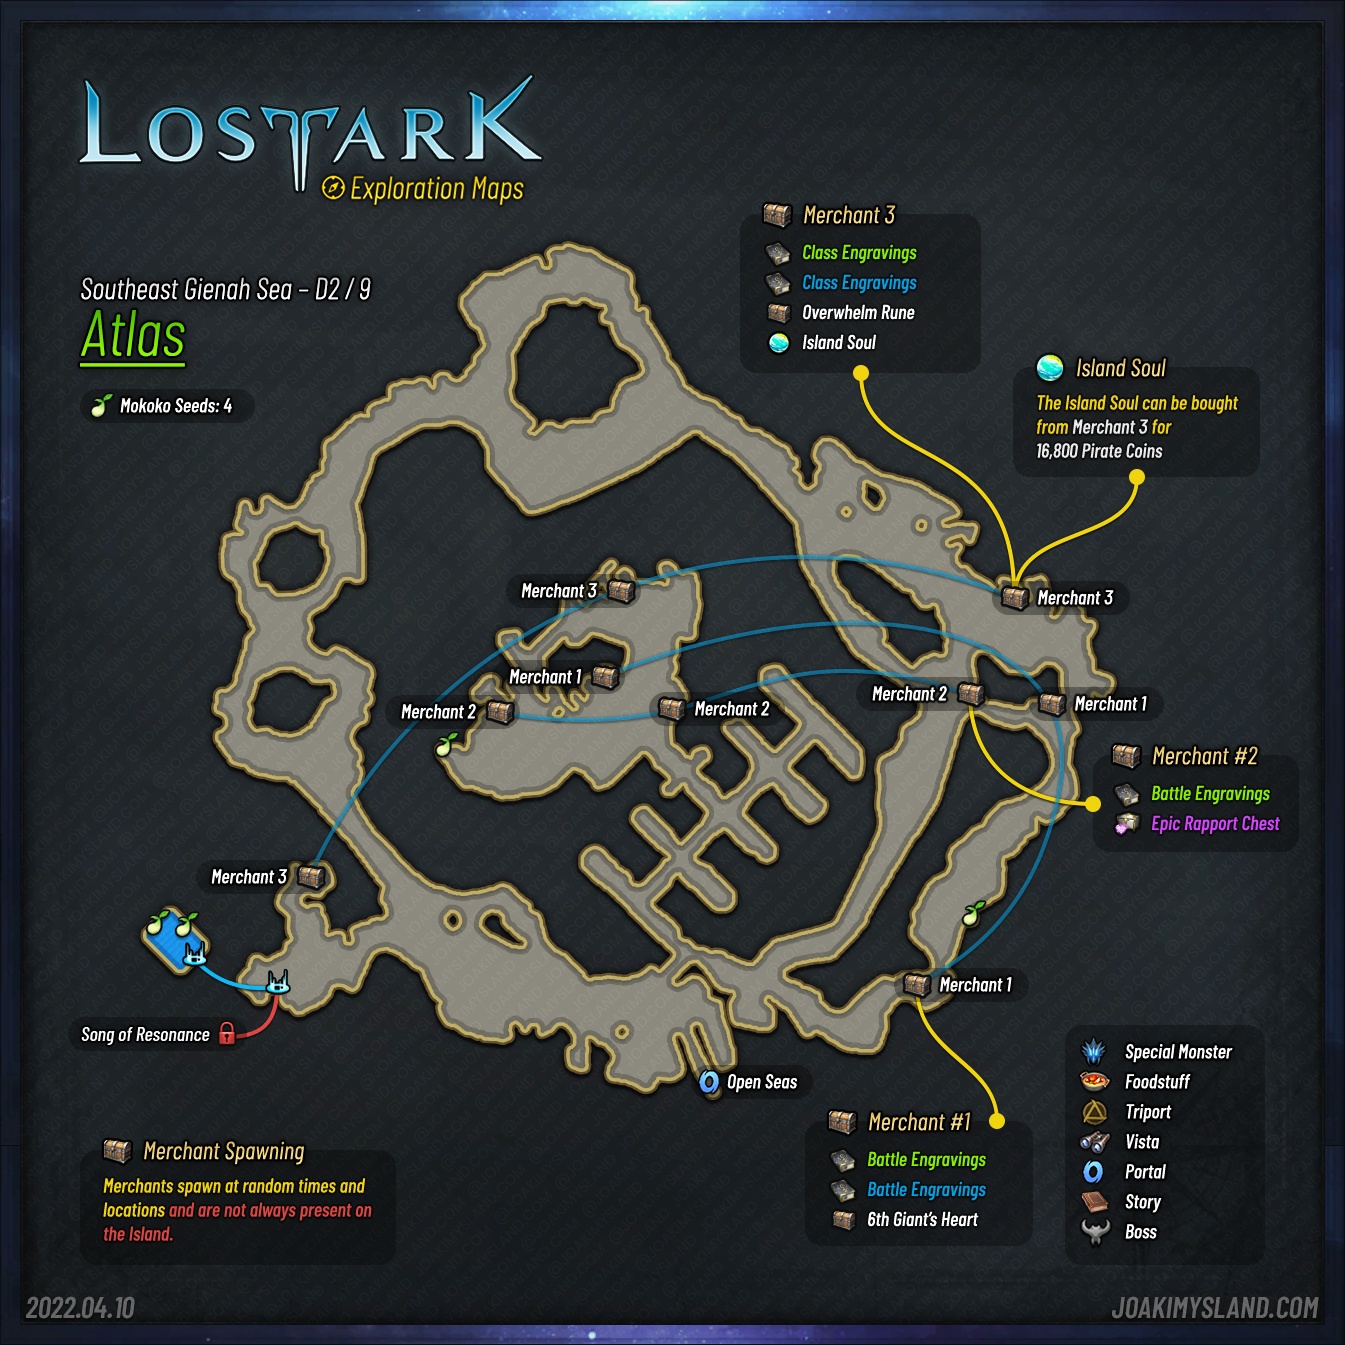 LOSTARK
Exploration Maps
Southeast Gienah Sea – D2 / 9
Atlas
Mokoko Seeds: 4
Merchant 3
Class Engravings
Class Engravings
Overwhelm Rune
Island Soul
Island Soul
The Island Soul can be bought
from Merchant 3 for
16,800 Pirate Coins
Merchant 3
Merchant 3
Merchant 1
Merchant 2
Merchant 2
Merchant 2
Merchant 1
Merchant #2
Battle Engravings
Epic Rapport Chest
Merchant 3
Merchant 1
Song of Resonance
Open Seas
Merchant #1
Battle Engravings
Battle Engravings
6th Giant's Heart
Special Monster
Foodstuff
Triport
Vista
Portal
Story
Boss
Merchant Spawning
Merchants spawn at random times and
locations and are not always present on
the Island.
2022.04.10
JOAKIMYSLAND.COM